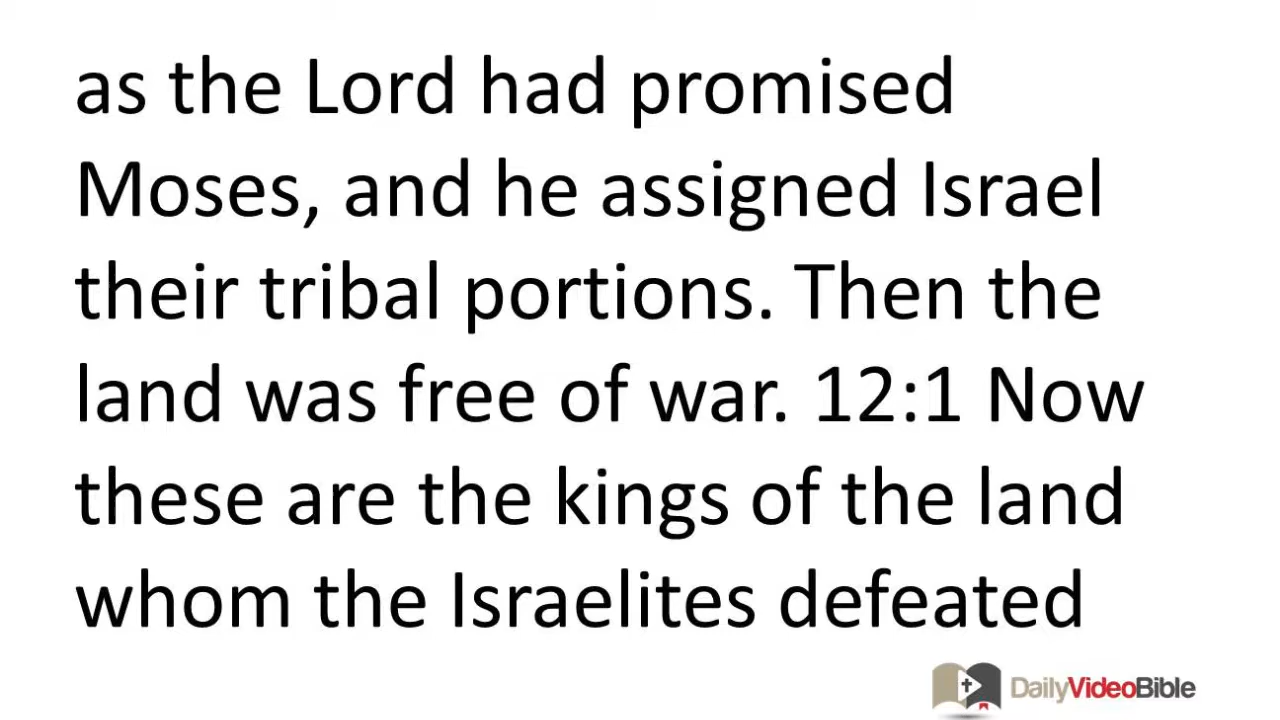 as the Lord had promised
Moses, and he assigned Israel
their tribal portions. Then the
land was free of war. 12:1 Now
these are the kings of the land
whom the Israelites defeated
DailyVideoBible